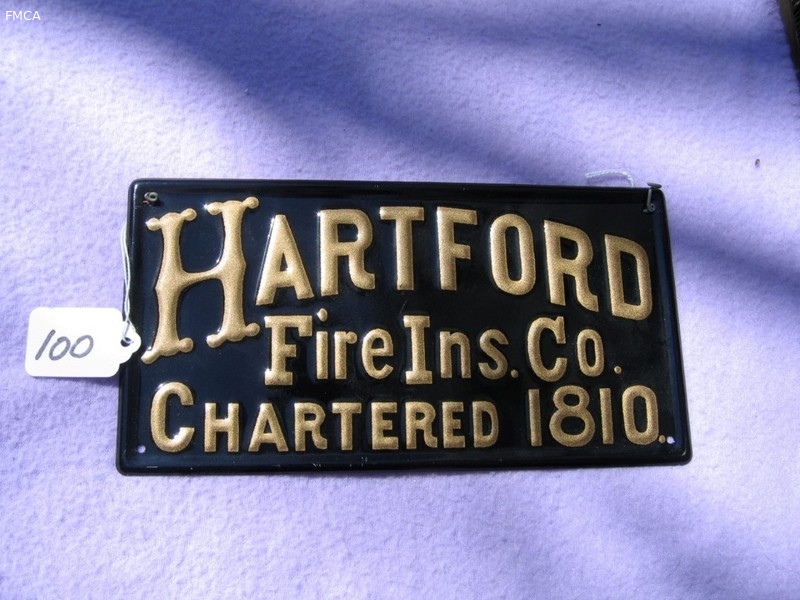 FMCA
HARTFORD
Fire Ins. Co.
CHARTERED 1810.
100